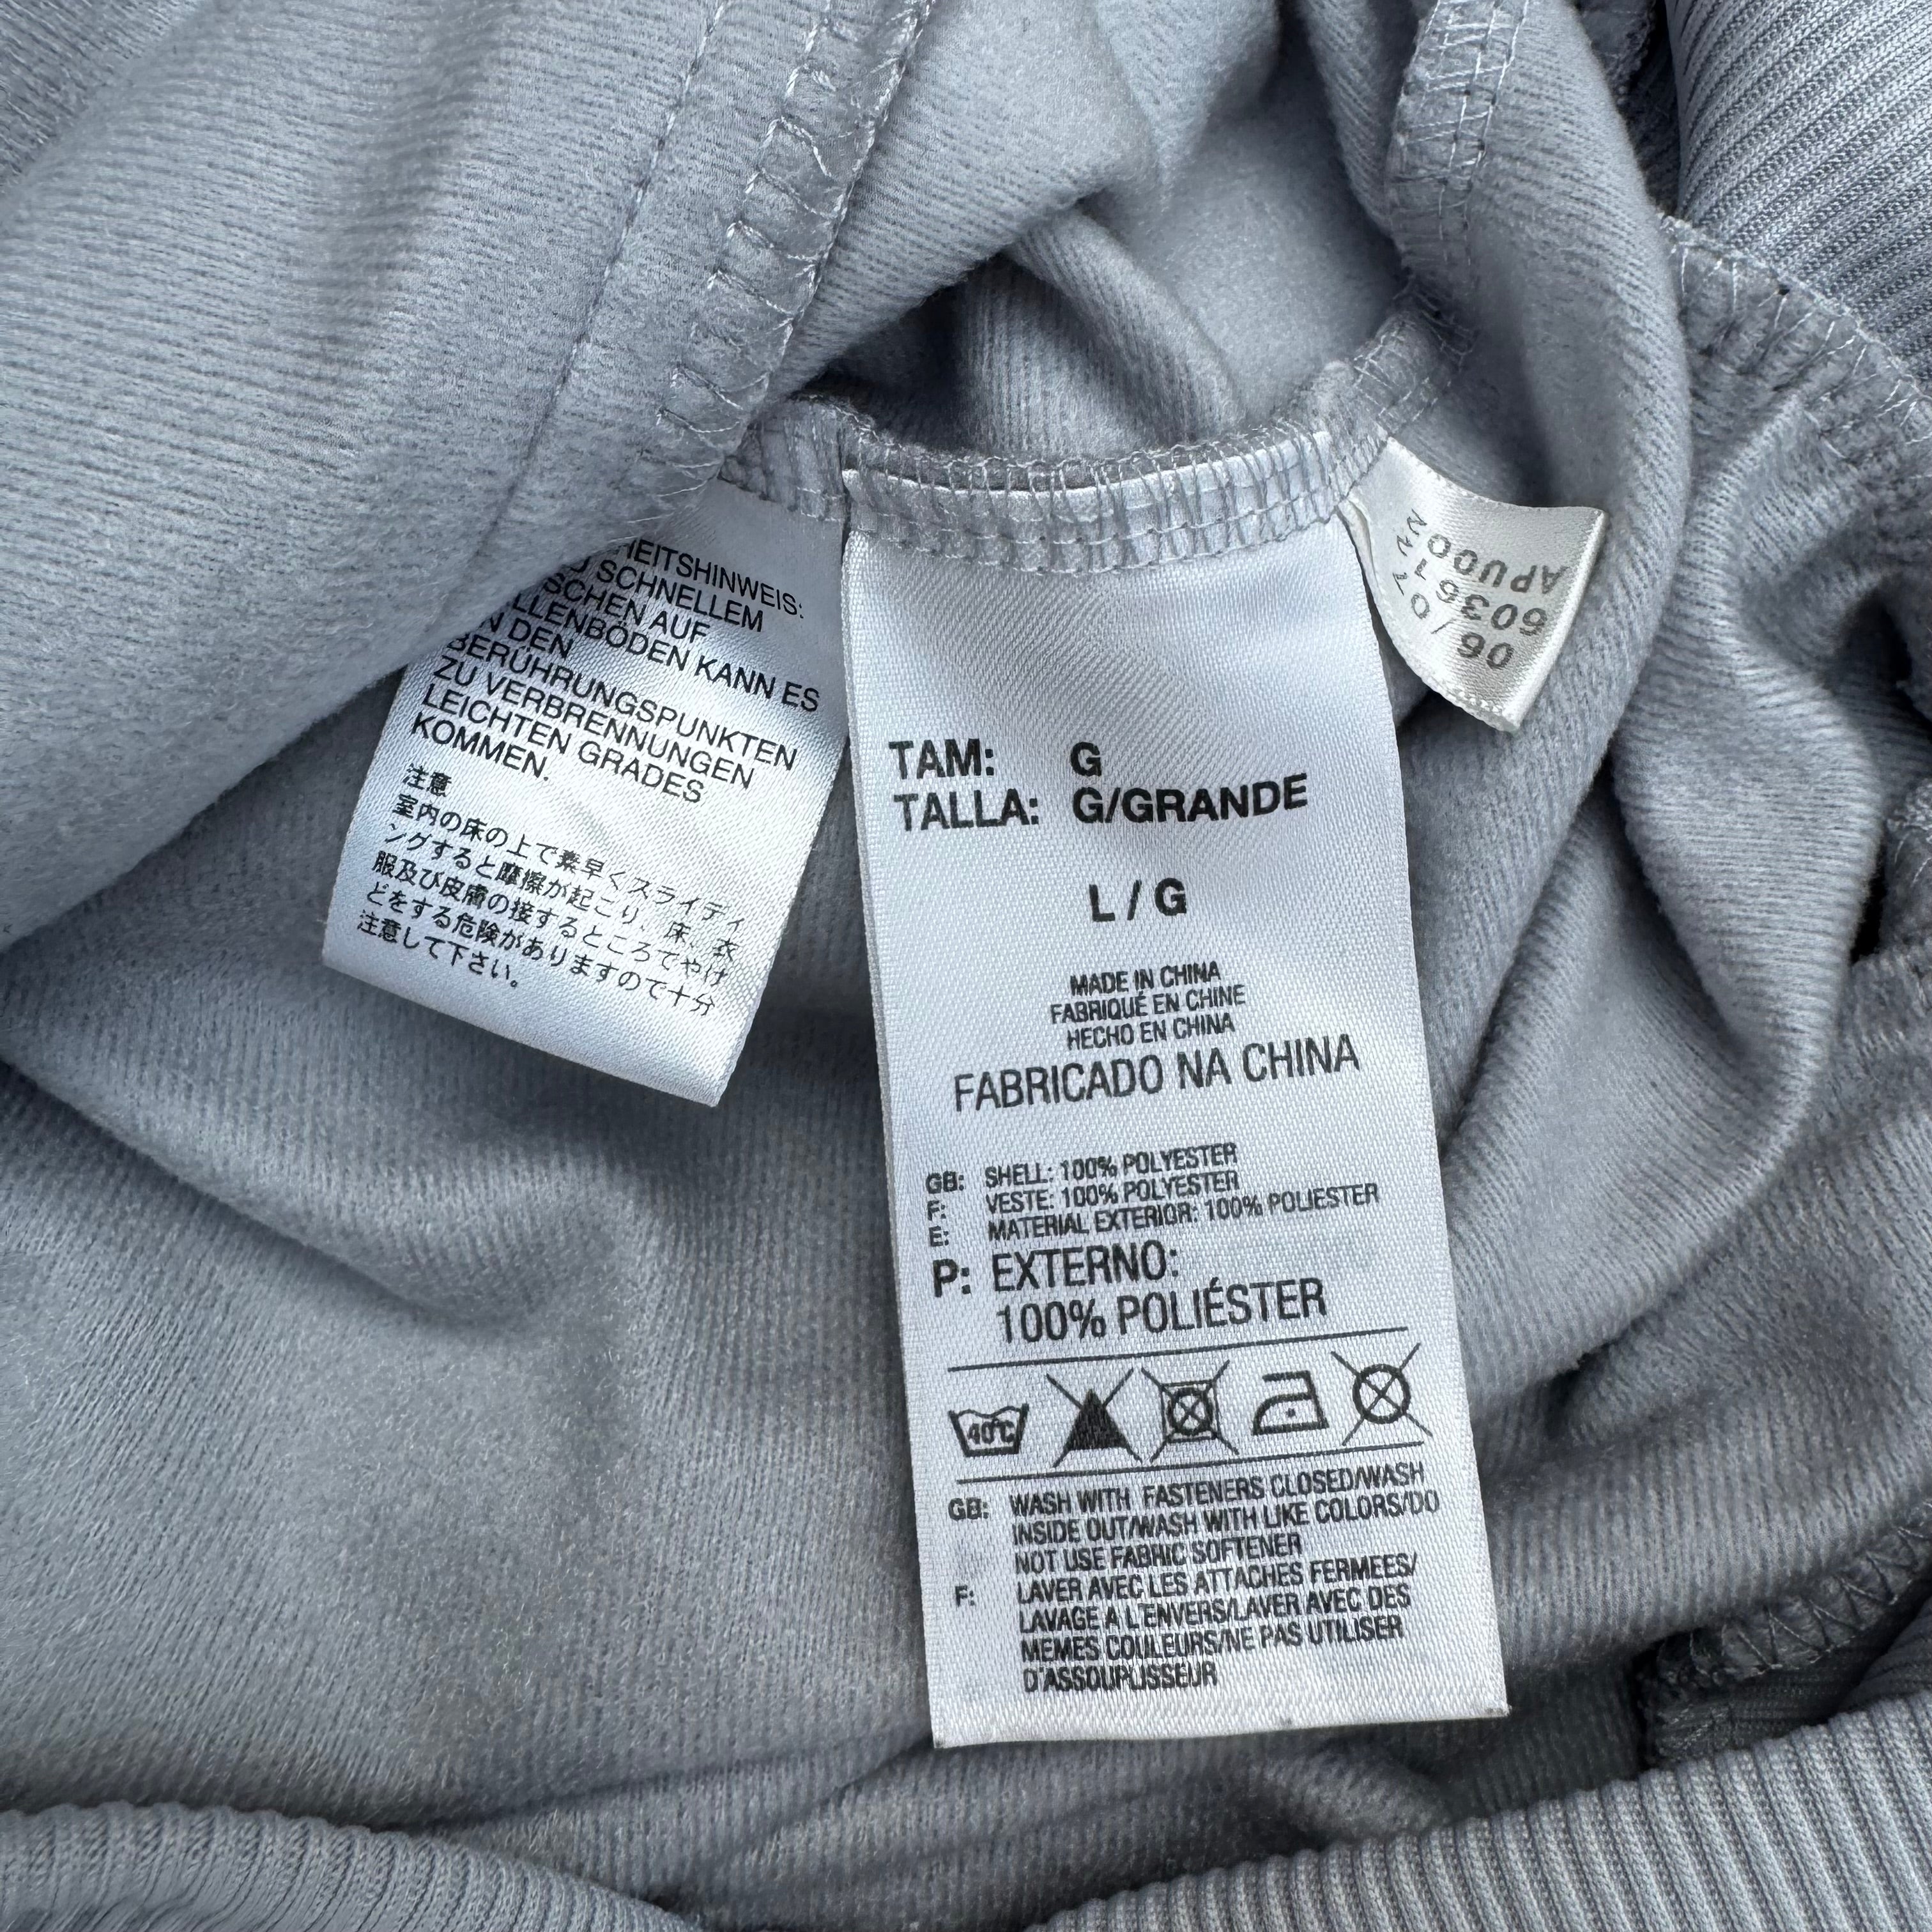 SCHNELLEM
AUF
KANN ES
DEN
BERÜHRUNGSPUNKTEN
ZU VERBRENNUNGEN
LEICHTEN GRADES
KOMMEN.
注意
室内の床の上で素早くスライディ
ングすると摩擦が起こり、床、衣
服及び皮膚の接するところでやけ
どをする危険がありますので十分
注意して下さい。
TAM: G
TALLA: G/GRANDE
L / G
MADE IN CHINA
FABRIQUÉ EN CHINE
HECHO EN CHINA
FABRICADO NA CHINA
GB: SHELL: 100% POLYESTER
F: VESTE: 100% POLYESTER
E: MATERIAL EXTERIOR: 100% POLIESTER
P: EXTERNO:
100% POLIÉSTER
40°C
GB: WASH WITH FASTENERS CLOSED/WASH
INSIDE OUT/WASH WITH LIKE COLORS/DO
NOT USE FABRIC SOFTENER
F: LAVER AVEC LES ATTACHES FERMEES/
LAVAGE A L'ENVERS/LAVER AVEC DES
MEMES COULEURS/NE PAS UTILISER
D'ASSOUPLISSEUR
06/07